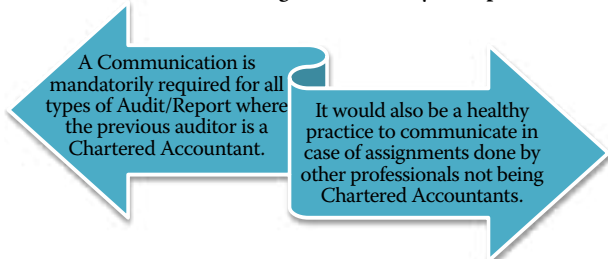 A Communication is
mandatorily required for all
types of Audit/Report where
the previous auditor is a
Chartered Accountant.
It would also be a healthy
practice to communicate in
case of assignments done by
other professionals not being
Chartered Accountants.